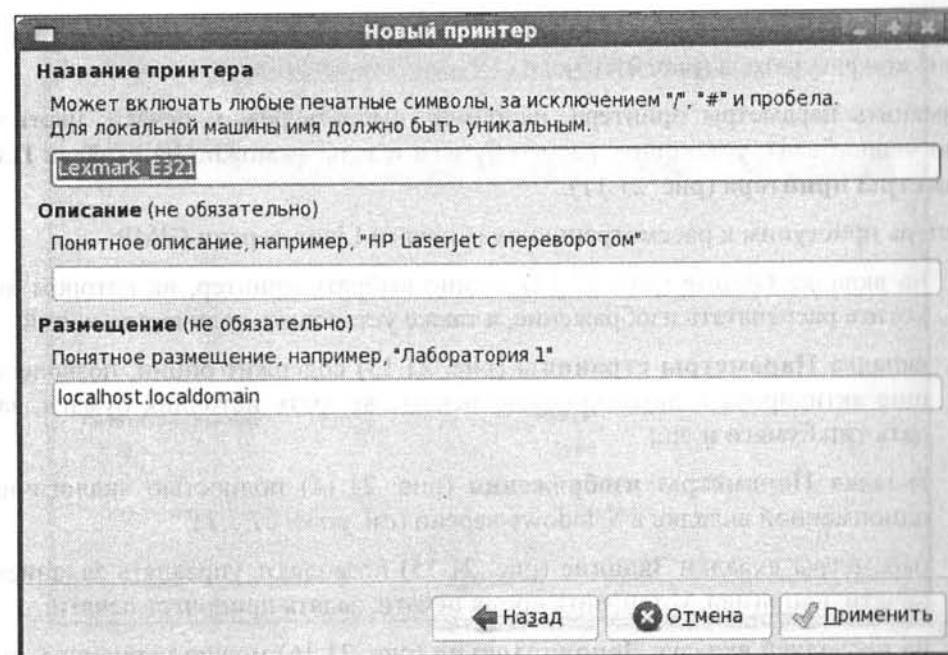 Новый принтер
Название принтера
Может включать любые печатные символы, за исключением "/", "#" и пробела.
Для локальной машины имя должно быть уникальным.
Lexmark_E321
Описание (не обязательно)
Понятное описание, например, "HP LaserJet с переворотом"
Размещение (не обязательно)
Понятное размещение, например, "Лаборатория 1"
localhost.localdomain
Назад
Отмена
Применить